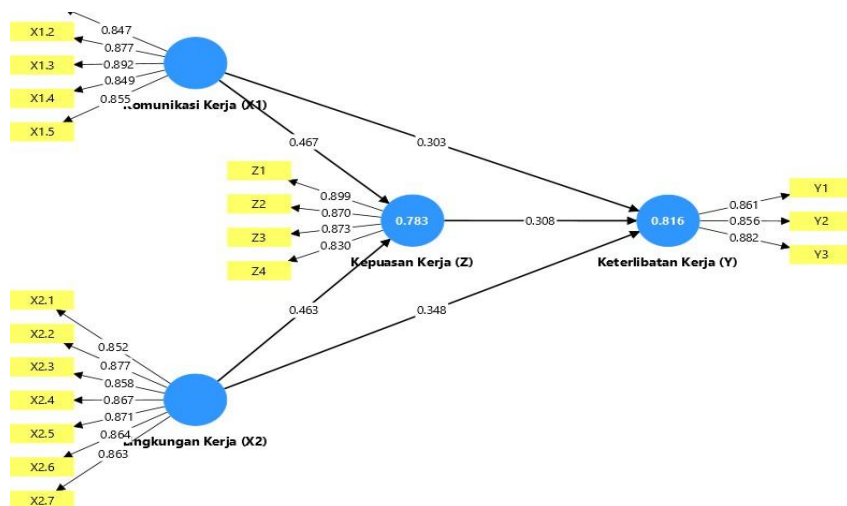 0.847
X1.2
0.877
X1.3
0.892
X1.4
0.849
X1.5
0.855
Komunikasi Kerja (X1)
0.467
0.303
Z1
0.899
Z2
0.870
Z3
0.873
Z4
0.830
0.783
Kepuasan Kerja (Z)
0.308
0.816
Keterlibatan Kerja (Y)
0.861
Y1
0.856
Y2
0.882
Y3
0.463
0.348
X2.1
0.852
X2.2
0.877
X2.3
0.858
X2.4
0.867
X2.5
0.871
X2.6
0.864
X2.7
0.863
Lingkungan Kerja (X2)